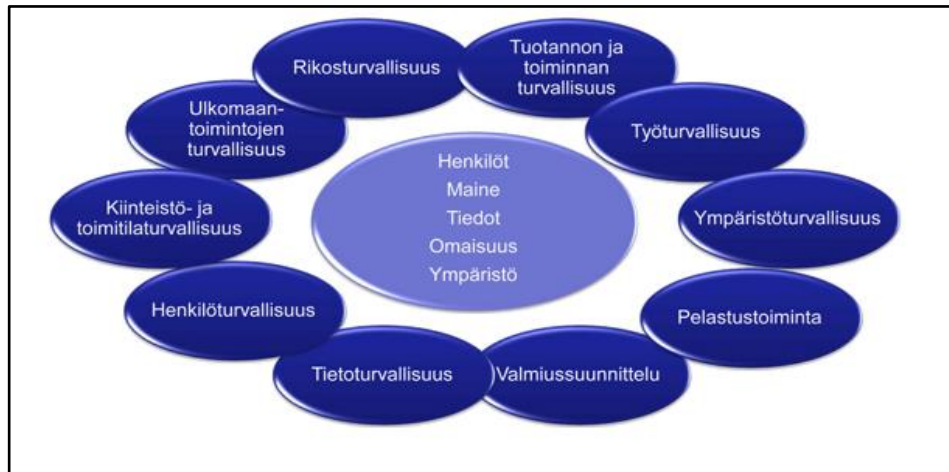 Rikosturvallisuus
Tuotannon ja
toiminnan
turvallisuus
Ulkomaan-
toimintojen
turvallisuus
Työturvallisuus
Henkilöt
Maine
Tiedot
Omaisuus
Ympäristö
Kiinteistö- ja
toimitilaturvallisuus
Ympäristöturvallisuus
Henkilöturvallisuus
Pelastustoiminta
Tietoturvallisuus
Valmiussuunnittelu